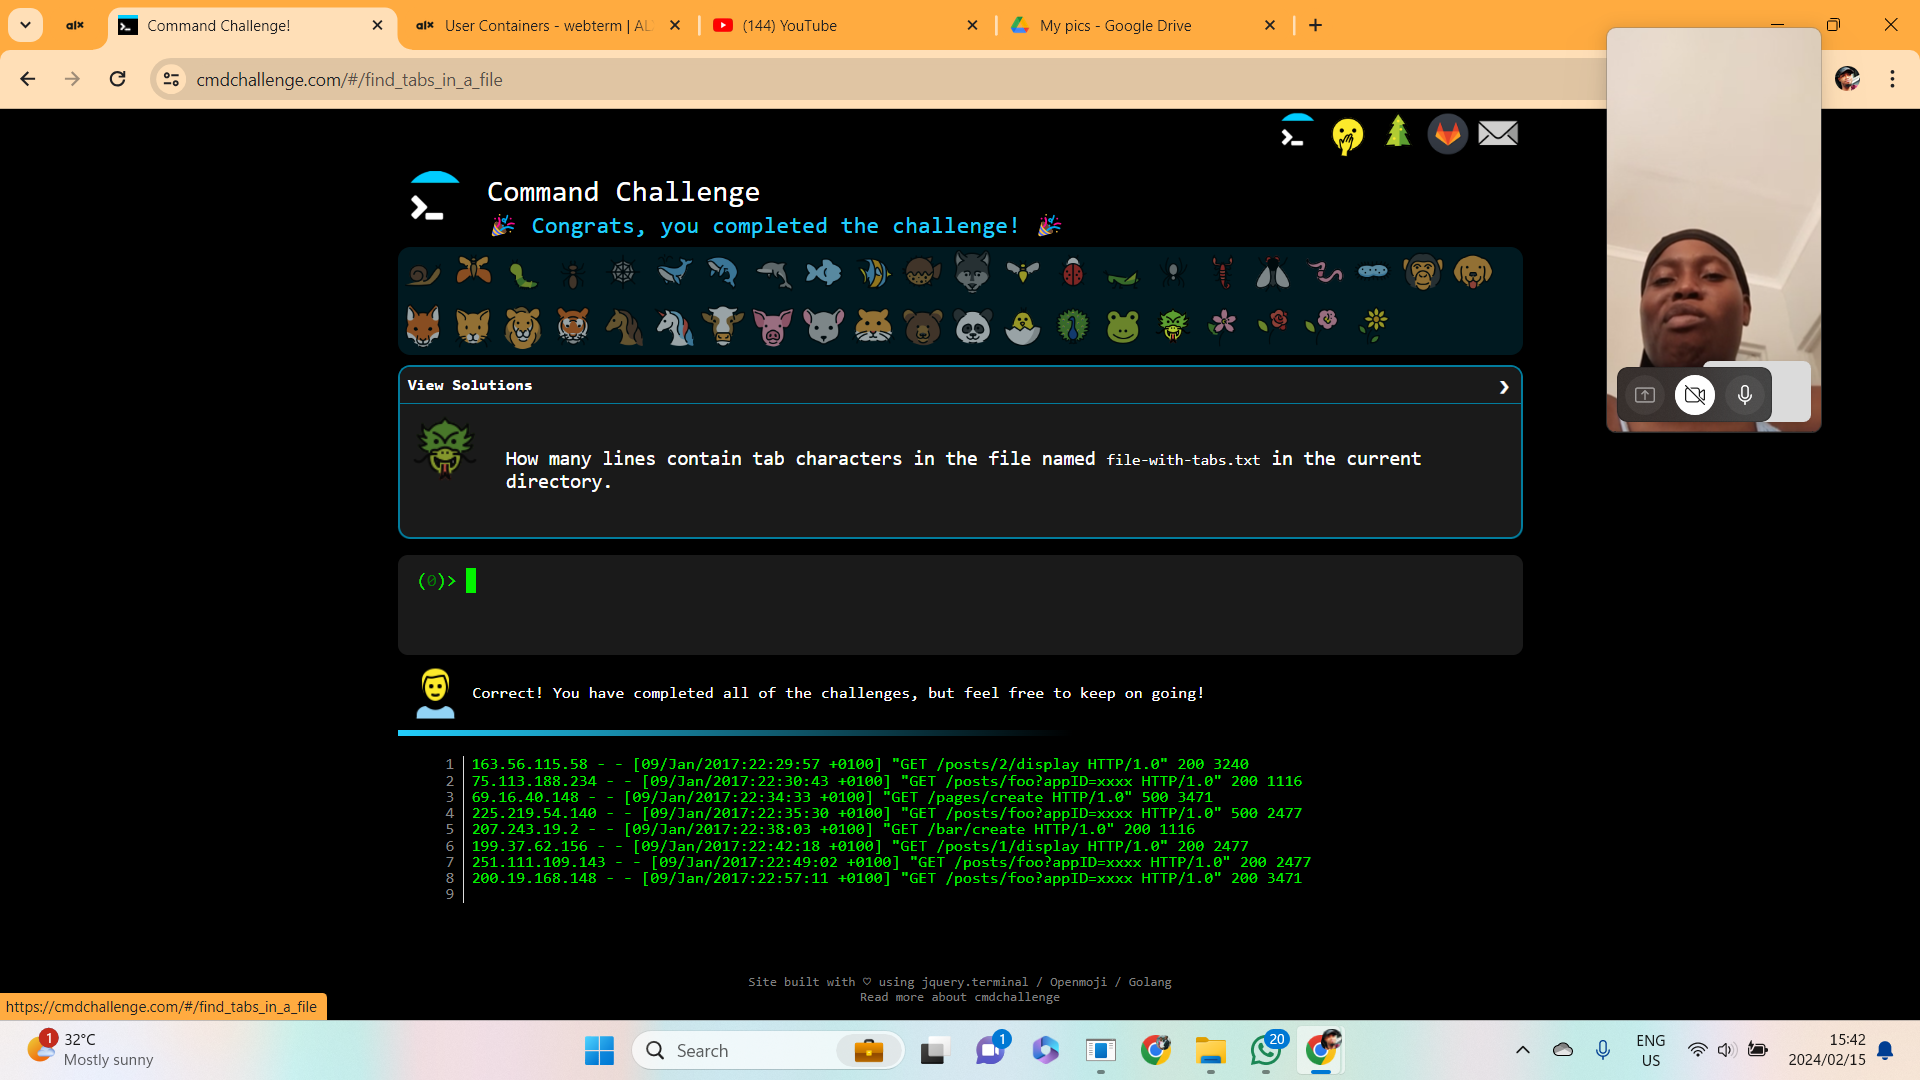 alx
Command Challenge!
alx User Containers - webterm | AL
(144) YouTube
My pics - Google Drive
cmdchallenge.com/#/find_tabs_in_a_file
Command Challenge
Congrats, you completed the challenge!
View Solutions
How many lines contain tab characters in the file named file-with-tabs.txt in the current
directory.
(0)>
Correct! You have completed all of the challenges, but feel free to keep on going!
1 163.56.115.58 - - [09/Jan/2017:22:29:57 +0100] "GET /posts/2/display HTTP/1.0" 200 3240
2 75.113.188.234 - - [09/Jan/2017:22:30:43 +0100] "GET /posts/foo?appID=xxxx HTTP/1.0" 200 1116
3 69.16.40.148 - - [09/Jan/2017:22:34:33 +0100] "GET /pages/create HTTP/1.0" 500 3471
4 225.219.54.140 - - [09/Jan/2017:22:35:30 +0100] "GET /posts/foo?appID=xxxx HTTP/1.0" 500 2477
5 207.243.19.2 - - [09/Jan/2017:22:38:03 +0100] "GET /bar/create HTTP/1.0" 200 1116
6 199.37.62.156 - - [09/Jan/2017:22:42:18 +0100] "GET /posts/1/display HTTP/1.0" 200 2477
7 251.111.109.143 - - [09/Jan/2017:22:49:02 +0100] "GET /posts/foo?appID=xxxx HTTP/1.0" 200 2477
8 200.19.168.148 - - [09/Jan/2017:22:57:11 +0100] "GET /posts/foo?appID=xxxx HTTP/1.0" 200 3471
9
Site built with ♡ using jquery.terminal / Openmoji / Golang
Read more about cmdchallenge
https://cmdchallenge.com/#/find_tabs_in_a_file
1
32°C
Mostly sunny
Search
1
20
ENG
US
15:42
2024/02/15